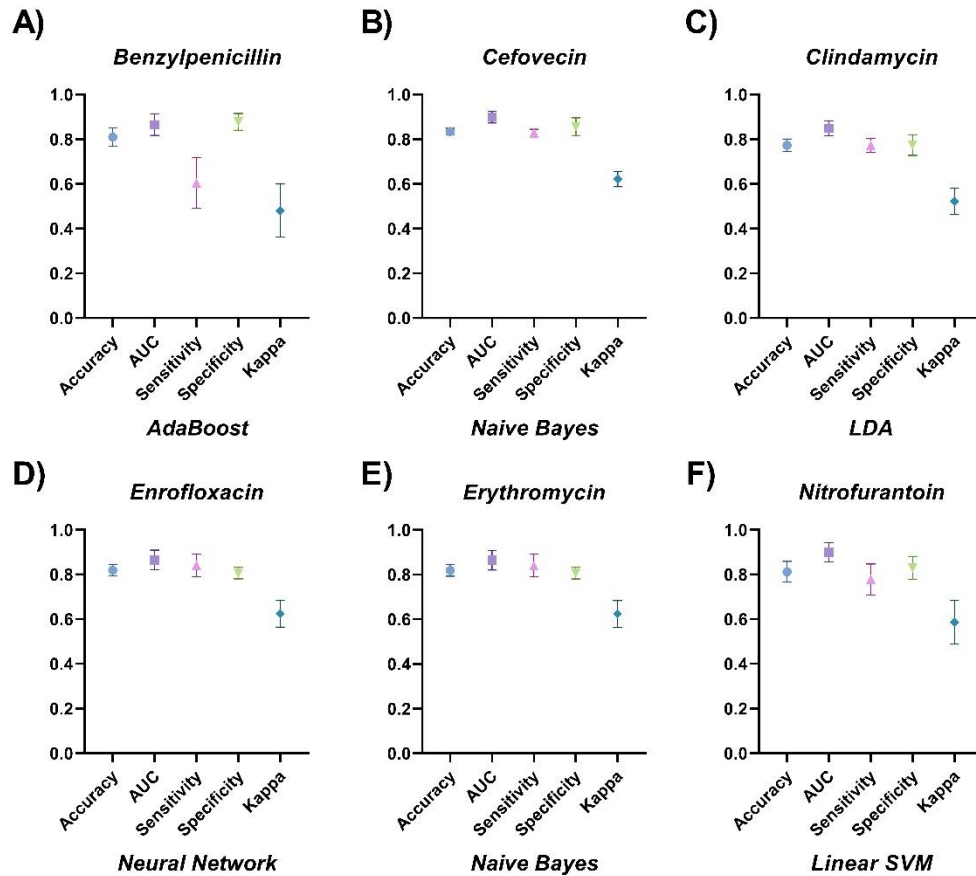 A)
Benzylpenicillin
1.0
0.8
0.6
0.4
0.2
0.0
Accuracy
AUC
Sensitivity
Specificity
Kappa
AdaBoost
B)
Cefovecin
1.0
0.8
0.6
0.4
0.2
0.0
Accuracy
AUC
Sensitivity
Specificity
Kappa
Naive Bayes
C)
Clindamycin
1.0
0.8
0.6
0.4
0.2
0.0
Accuracy
AUC
Sensitivity
Specificity
Kappa
LDA
D)
Enrofloxacin
1.0
0.8
0.6
0.4
0.2
0.0
Accuracy
AUC
Sensitivity
Specificity
Kappa
Neural Network
E)
Erythromycin
1.0
0.8
0.6
0.4
0.2
0.0
Accuracy
AUC
Sensitivity
Specificity
Kappa
Naive Bayes
F)
Nitrofurantoin
1.0
0.8
0.6
0.4
0.2
0.0
Accuracy
AUC
Sensitivity
Specificity
Kappa
Linear SVM